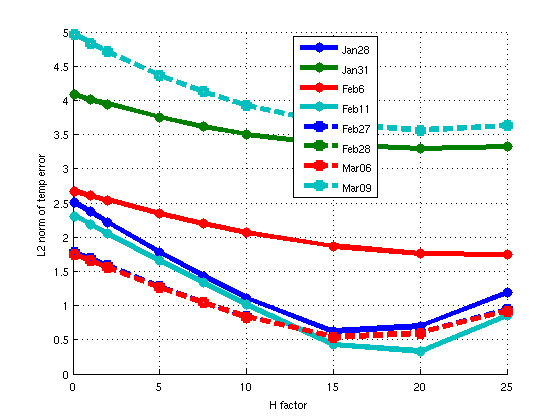 5
4.5
4
3.5
3
2.5
2
1.5
1
0.5
0
L2 norm of temp error
Jan28
Jan31
Feb6
Feb11
Feb27
Feb28
Mar06
Mar09
0 5 10 15 20 25
H factor